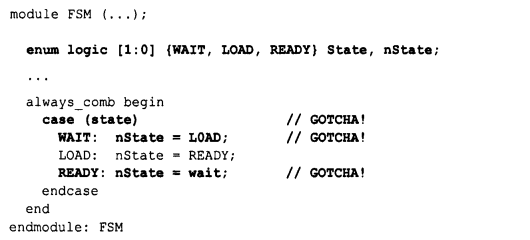 module FSM (...);
enum logic [1:0] {WAIT, LOAD, READY} State, nState;
...
always_comb begin
case (state) // GOTCHA!
WAIT: nState = L0AD; // GOTCHA!
LOAD: nState = READY;
READY: nState = wait; // GOTCHA!
endcase
end
endmodule: FSM